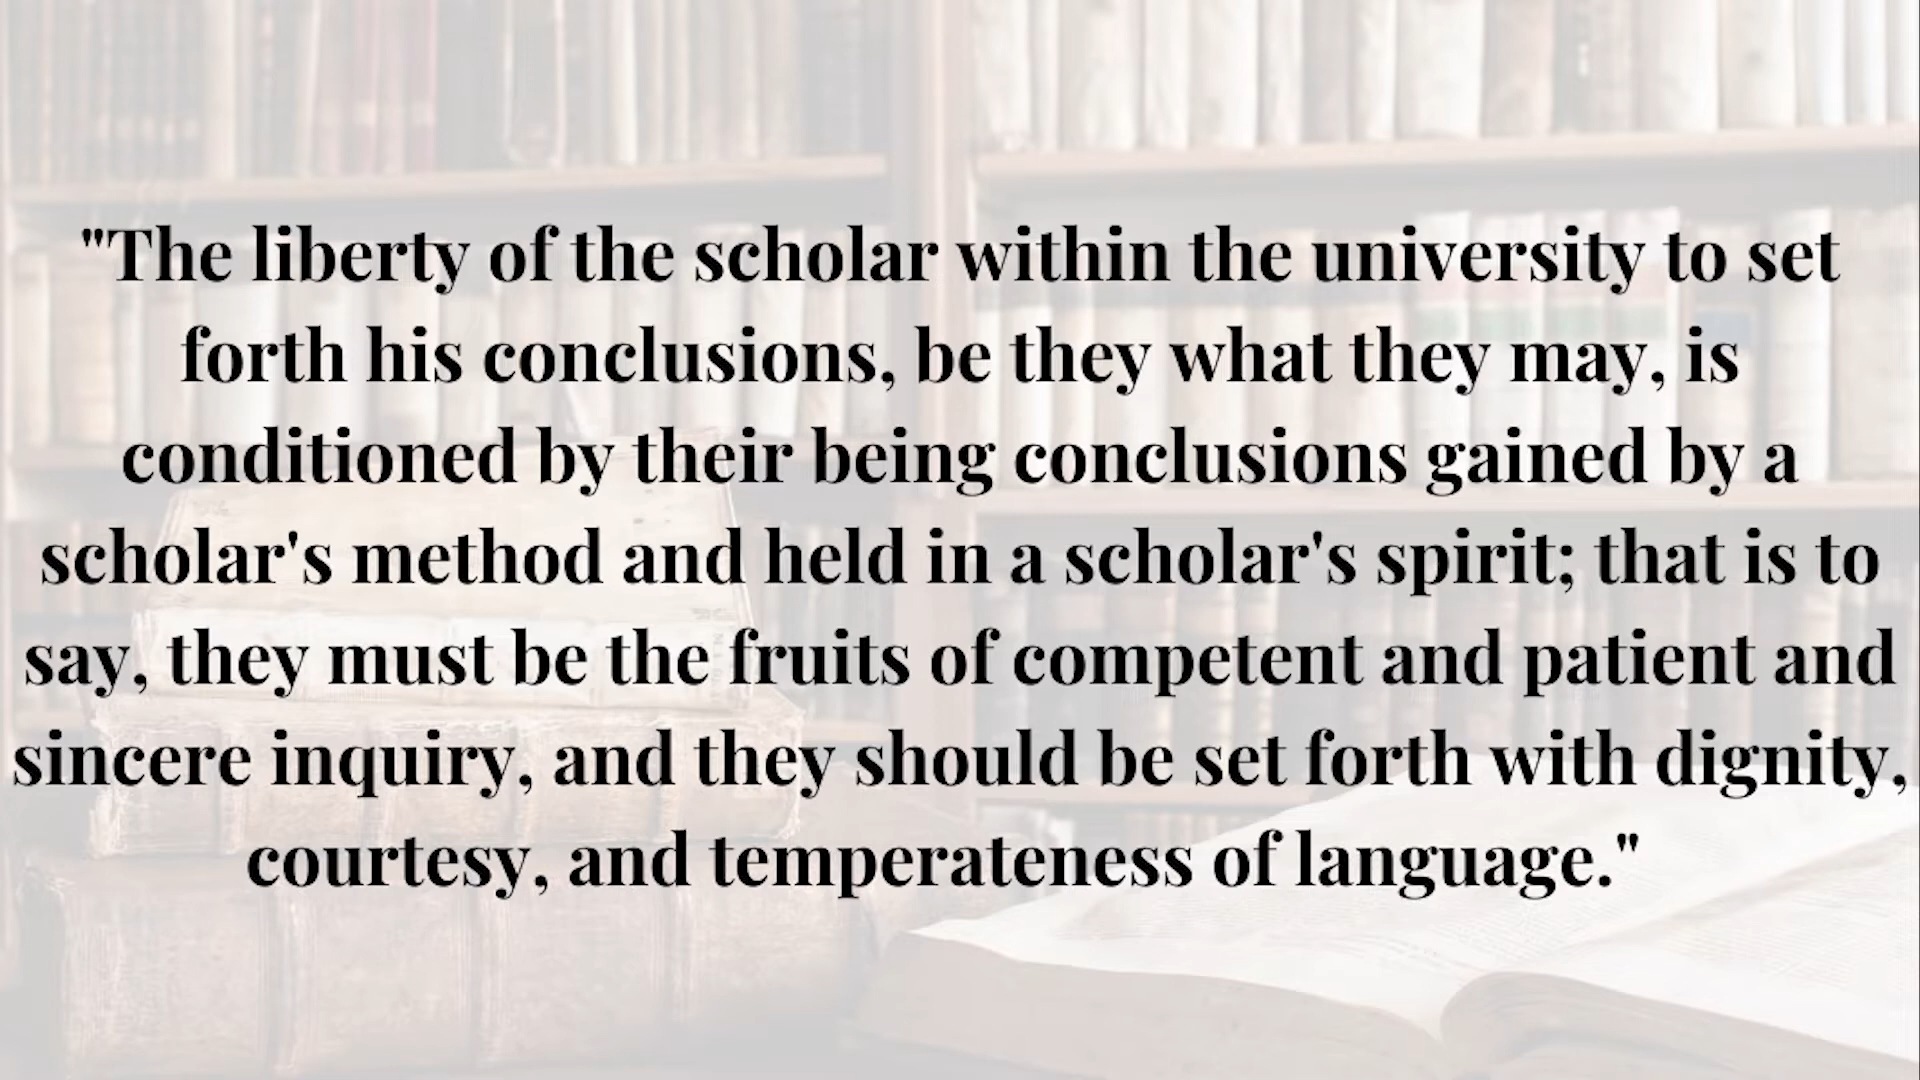 "The liberty of the scholar within the university to set
forth his conclusions, be they what they may, is
conditioned by their being conclusions gained by a
scholar's method and held in a scholar's spirit; that is to
say, they must be the fruits of competent and patient and
sincere inquiry, and they should be set forth with dignity,
courtesy, and temperateness of language."